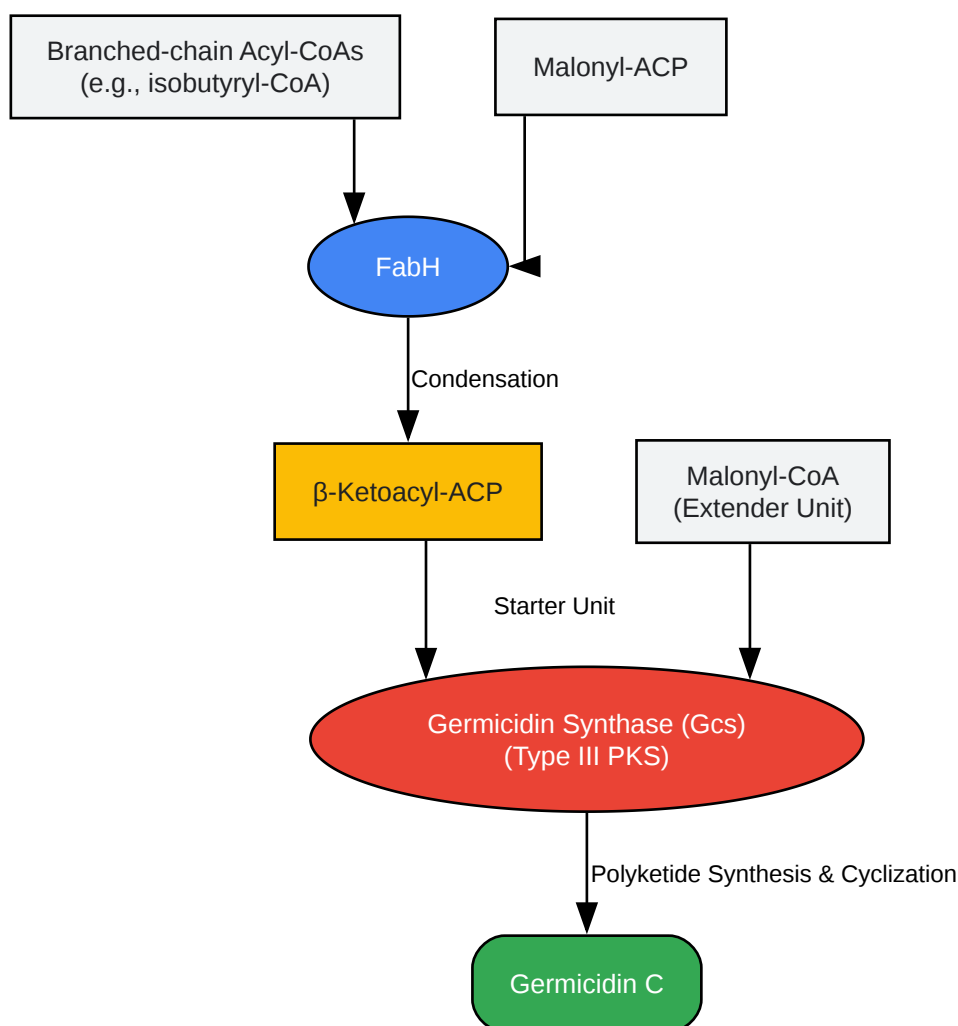 Branched-chain Acyl-CoAs
(e.g., isobutyryl-CoA)
Malonyl-ACP
FabH
Condensation
β-Ketoacyl-ACP
Malonyl-CoA
(Extender Unit)
Starter Unit
Germicidin Synthase (Gcs)
(Type III PKS)
Polyketide Synthesis & Cyclization
Germicidin C